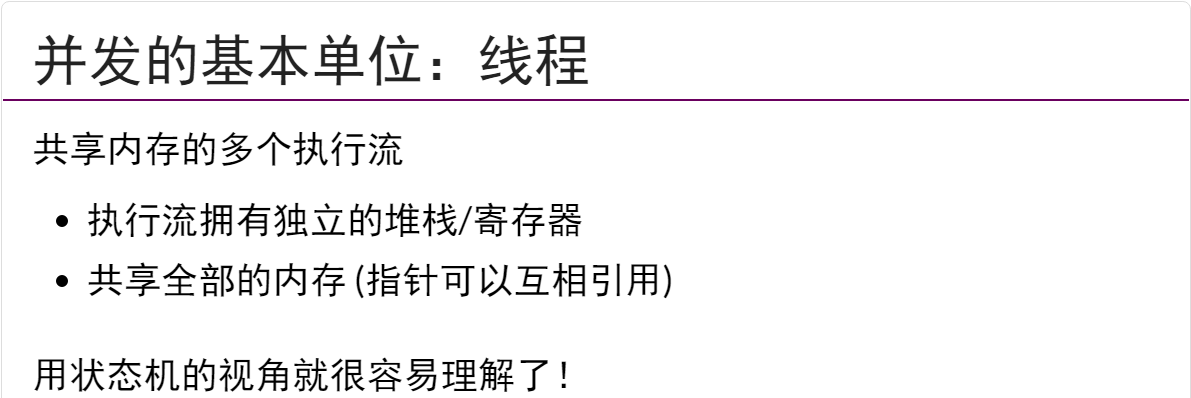 并发的基本单位：线程
共享内存的多个执行流
• 执行流拥有独立的堆栈/寄存器
• 共享全部的内存 (指针可以互相引用)
用状态机的视角就很容易理解了！